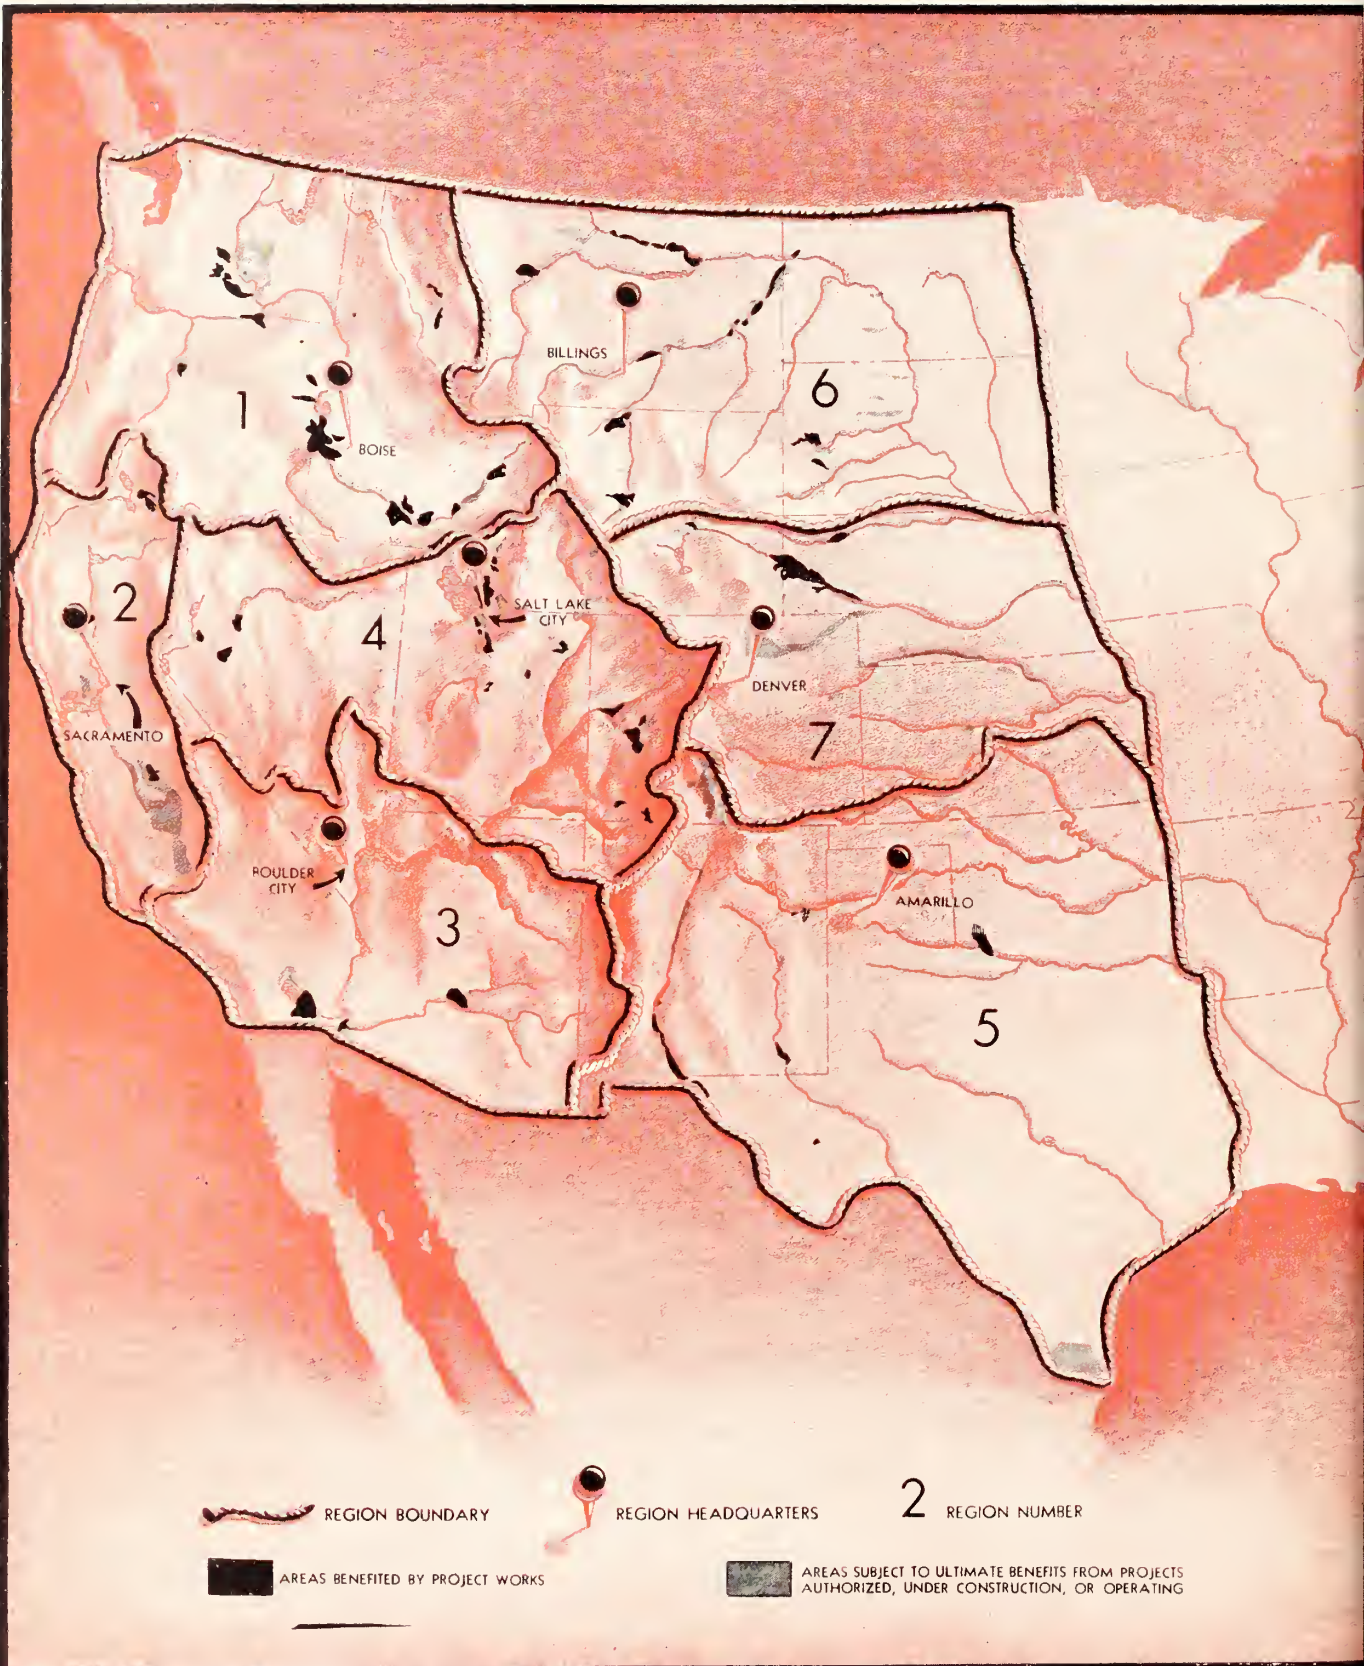 BILLINGS
6
1
BOISE
2
SALT LAKE
CITY
4
SACRAMENTO
DENVER
7
BOULDER
CITY
AMARILLO
3
5
REGION BOUNDARY
REGION HEADQUARTERS
2 REGION NUMBER
AREAS BENEFITED BY PROJECT WORKS
AREAS SUBJECT TO ULTIMATE BENEFITS FROM PROJECTS
AUTHORIZED, UNDER CONSTRUCTION, OR OPERATING